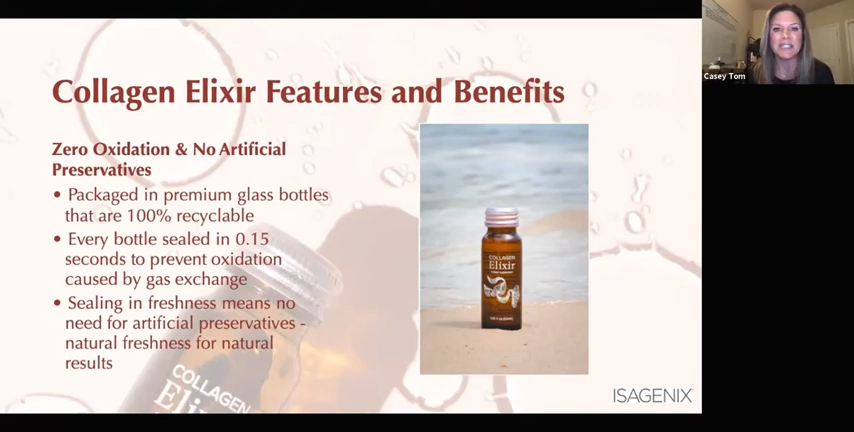 Casey Tom
Collagen Elixir Features and Benefits
Zero Oxidation & No Artificial
Preservatives
• Packaged in premium glass bottles
that are 100% recyclable
• Every bottle sealed in 0.15
seconds to prevent oxidation
caused by gas exchange
• Sealing in freshness means no
need for artificial preservatives -
natural freshness for natural
results
COLLAGEN
Elixir
COLLAGEN
ISAGENIX